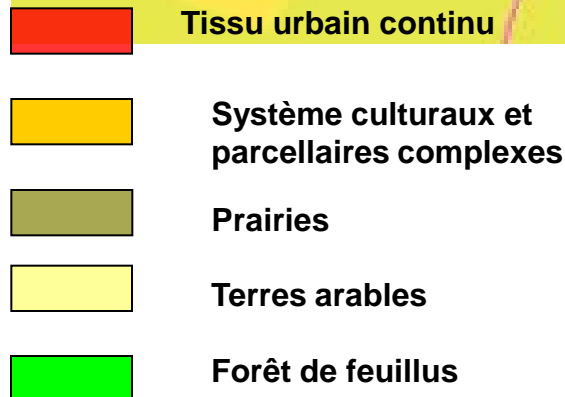 Tissu urbain continu
Système culturaux et
parcellaires complexes
Prairies
Terres arables
Forêt de feuillus